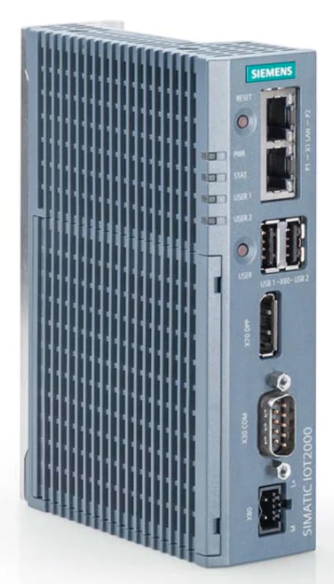 SIEMENS
RESET
PWR
STAT.
USER 1
USER 2
P1 – X1 LAN – P2
USER
USB 1 –X60– USB 2
X70 DPP
X30 COM
L+
X80
M
SIMATIC IOT2000